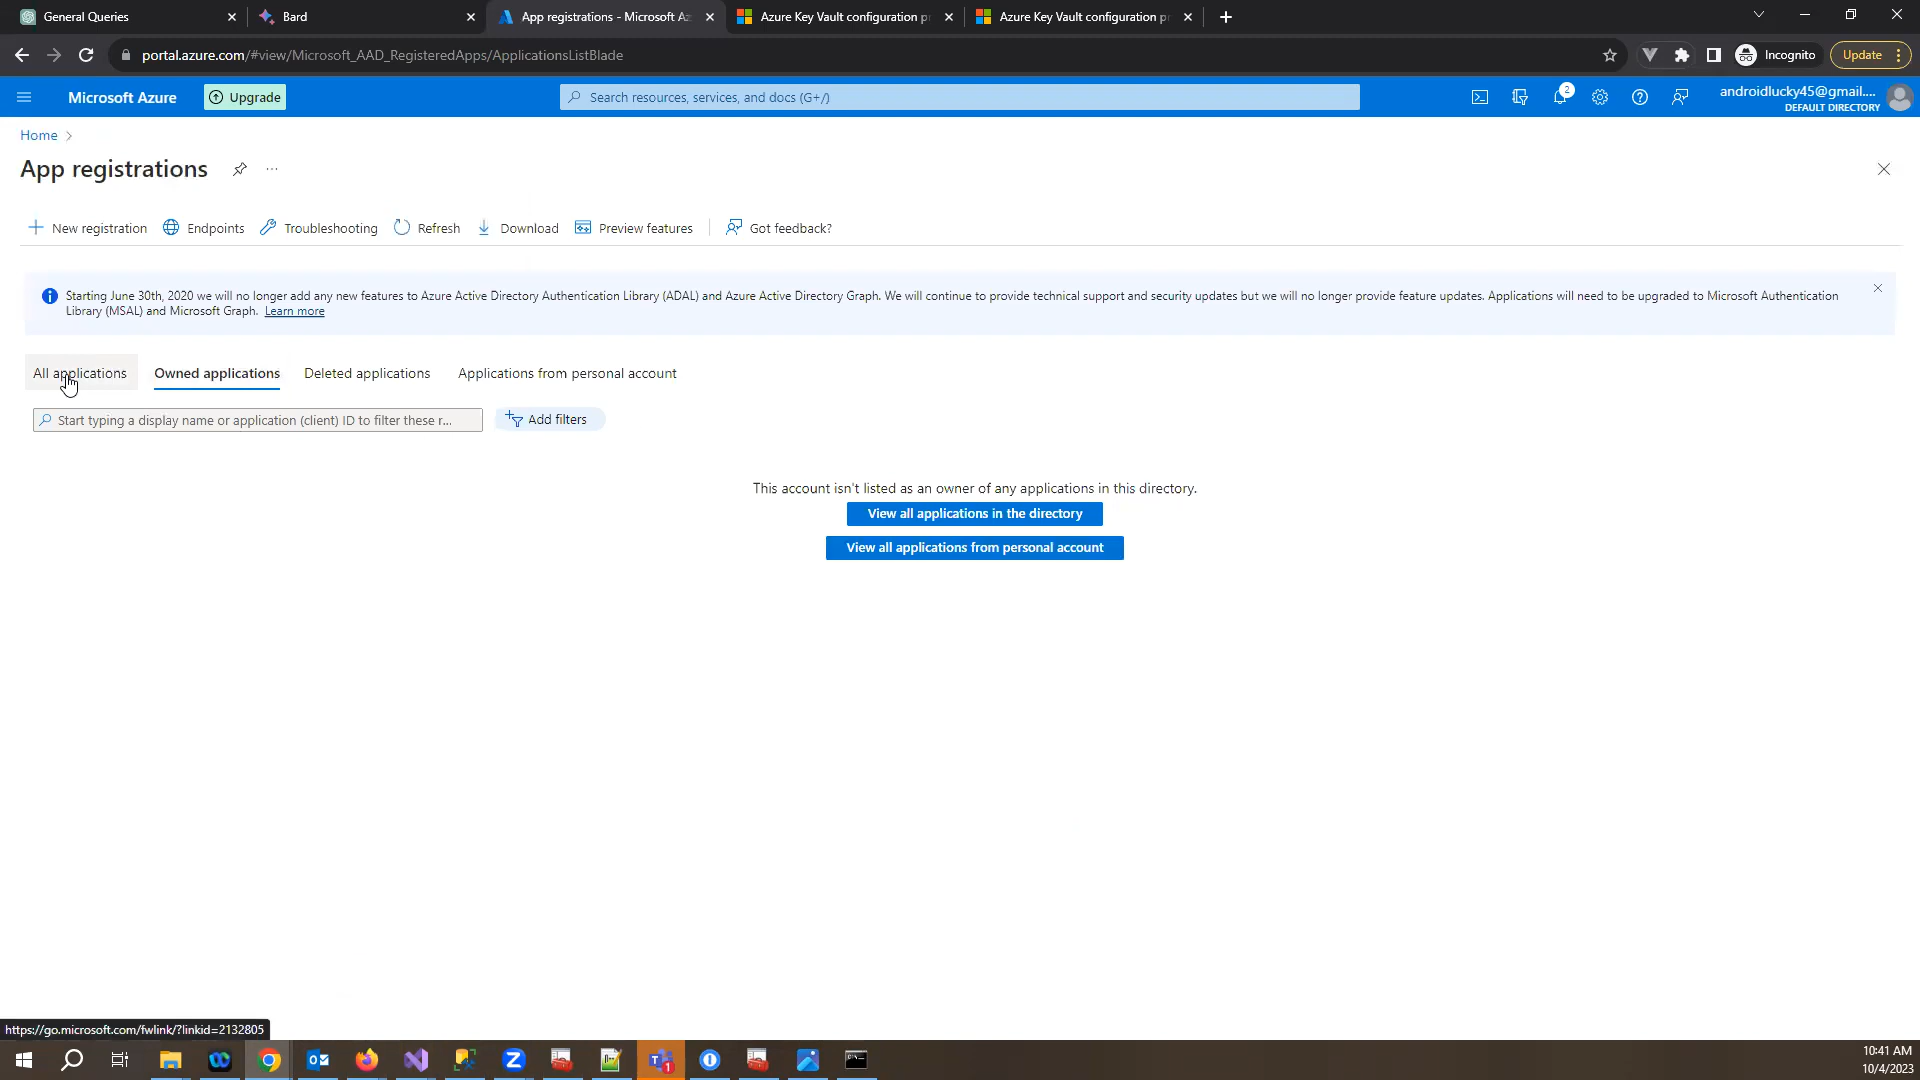 General Queries
Bard
App registrations - Microsoft Az
Azure Key Vault configuration pr
Azure Key Vault configuration pr
portal.azure.com/#view/Microsoft_AAD_RegisteredApps/ApplicationsListBlade
Incognito
Update
Microsoft Azure
Upgrade
Search resources, services, and docs (G+/)
2
androidlucky45@gmail....
DEFAULT DIRECTORY
Home
App registrations
New registration
Endpoints
Troubleshooting
Refresh
Download
Preview features
Got feedback?
Starting June 30th, 2020 we will no longer add any new features to Azure Active Directory Authentication Library (ADAL) and Azure Active Directory Graph. We will continue to provide technical support and security updates but we will no longer provide feature updates. Applications will need to be upgraded to Microsoft Authentication
Library (MSAL) and Microsoft Graph. Learn more
All applications
Owned applications
Deleted applications
Applications from personal account
Start typing a display name or application (client) ID to filter these r...
Add filters
This account isn't listed as an owner of any applications in this directory.
View all applications in the directory
View all applications from personal account
https://go.microsoft.com/fwlink/?linkid=2132805
1
10:41 AM
10/4/2023